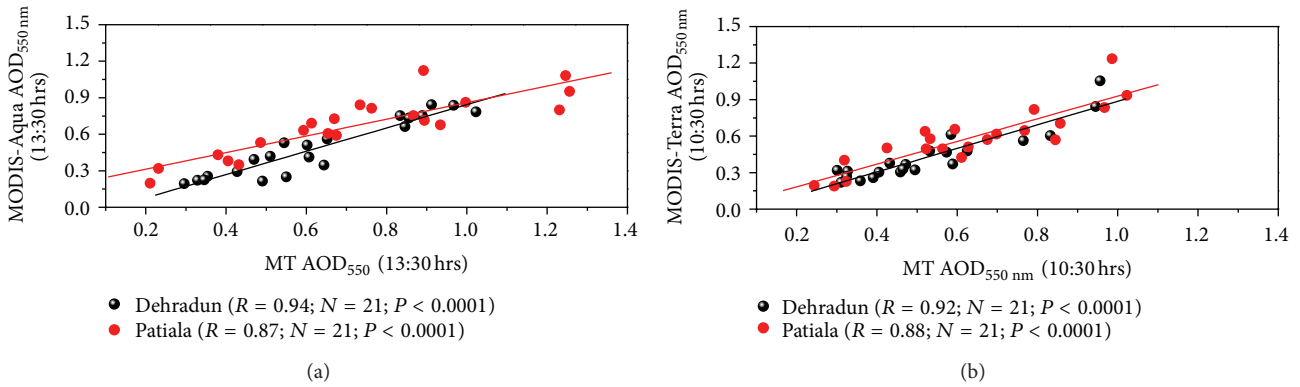 MODIS-Aqua AOD550 nm
(13:30 hrs)
1.5
1.2
0.9
0.6
0.3
0.0
0.2 0.4 0.6 0.8 1.0 1.2 1.4
MT AOD550 (13:30 hrs)
Dehradun (R = 0.94; N = 21; P < 0.0001)
Patiala (R = 0.87; N = 21; P < 0.0001)
(a)
MODIS-Terra AOD550 nm
(10:30 hrs)
1.5
1.2
0.9
0.6
0.3
0.0
0.2 0.4 0.6 0.8 1.0 1.2 1.4
MT AOD550 nm (10:30 hrs)
Dehradun (R = 0.92; N = 21; P < 0.0001)
Patiala (R = 0.88; N = 21; P < 0.0001)
(b)